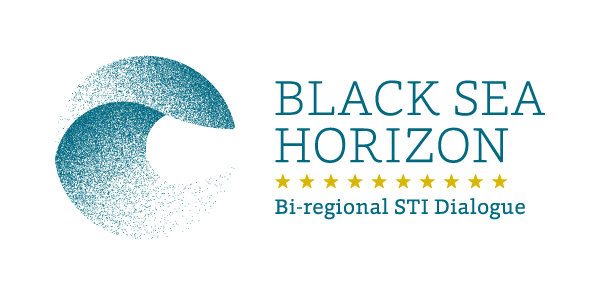 BLACK SEA
HORIZON
Bi-regional STI Dialogue